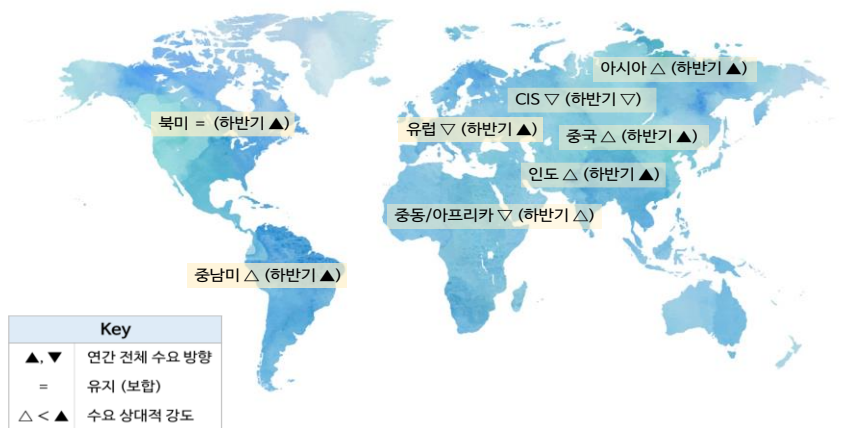 아시아 △ (하반기 ▲)
CIS ▽ (하반기 ▽)
북미 = (하반기 ▲)
유럽 ▽ (하반기 ▲)
중국 △ (하반기 ▲)
인도 △ (하반기 ▲)
중동/아프리카 ▽ (하반기 △)
중남미 △ (하반기 ▲)
Key
▲, ▼ 연간 전체 수요 방향
= 유지 (보합)
△ < ▲ 수요 상대적 강도